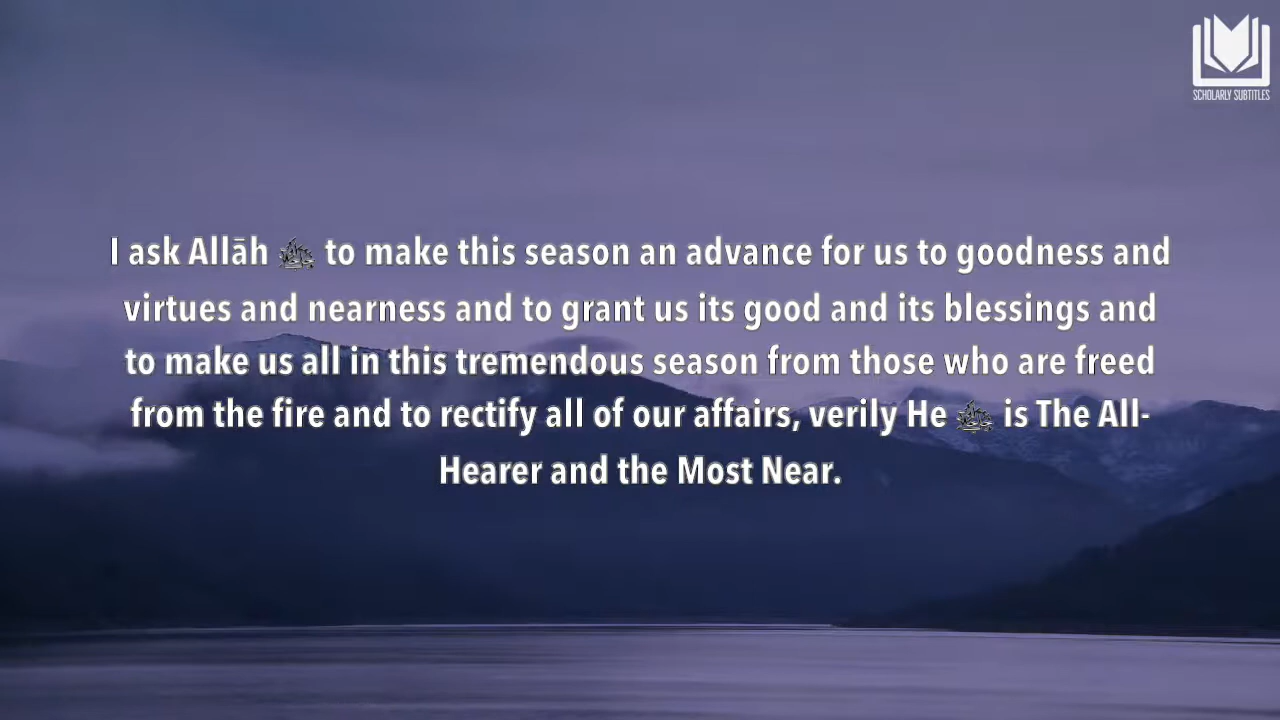 SCHOLARLY SUBTITLES
I ask Allāh ﷻ to make this season an advance for us to goodness and
virtues and nearness and to grant us its good and its blessings and
to make us all in this tremendous season from those who are freed
from the fire and to rectify all of our affairs, verily He ﷻ is The All-
Hearer and the Most Near.